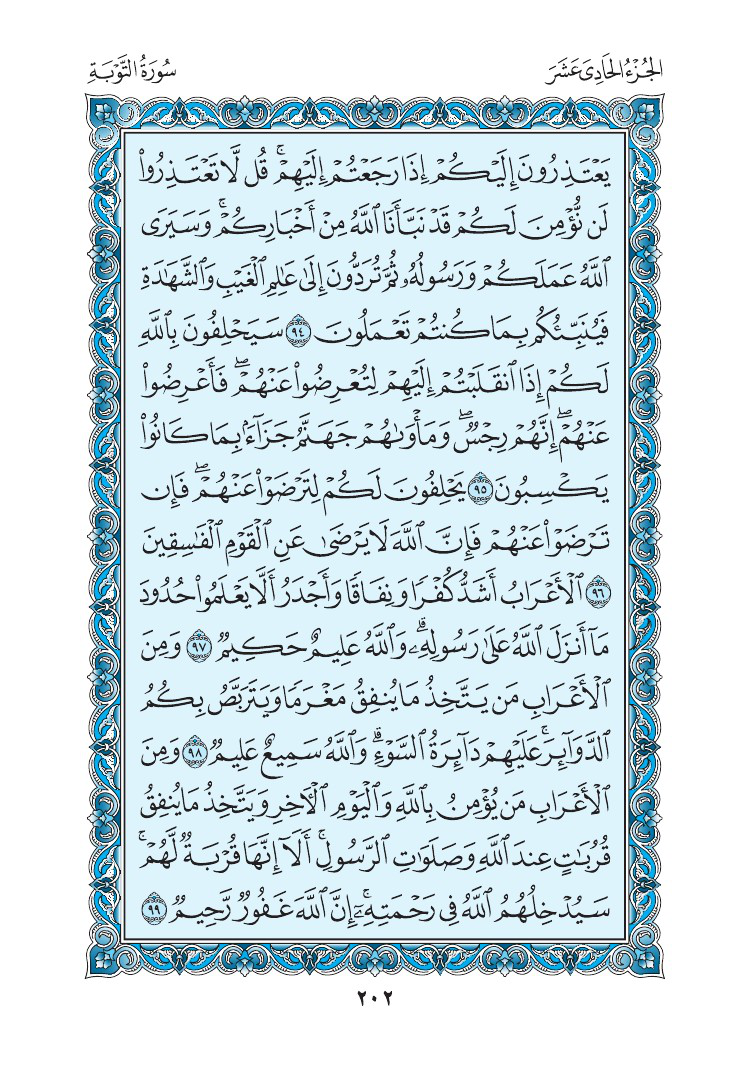 الجُزْءُ الحَادِى عَشَرَ
سُورَةُ التَّوْبَةِ
يَعْتَذِرُونَ إِلَيْكُمْ إِذَا رَجَعْتُمْ إِلَيْهِمْ ۚ قُل لَّا تَعْتَذِرُوا۟
لَن نُّؤْمِنَ لَكُمْ قَدْ نَبَّأَنَا ٱللَّهُ مِنْ أَخْبَارِكُمْ ۚ وَسَيَرَى
ٱللَّهُ عَمَلَكُمْ وَرَسُولُهُۥ ثُمَّ تُرَدُّونَ إِلَىٰ عَٰلِمِ ٱلْغَيْبِ وَٱلشَّهَٰدَةِ
فَيُنَبِّئُكُم بِمَا كُنتُمْ تَعْمَلُونَ ٩٤ سَيَحْلِفُونَ بِٱللَّهِ
لَكُمْ إِذَا ٱنقَلَبْتُمْ إِلَيْهِمْ لِتُعْرِضُوا۟ عَنْهُمْ ۖ فَأَعْرِضُوا۟
عَنْهُمْ ۖ إِنَّهُمْ رِجْسٌ ۖ وَمَأْوَىٰهُمْ جَهَنَّمُ جَزَآءًۢ بِمَا كَانُوا۟
يَكْسِبُونَ ٩٥ يَحْلِفُونَ لَكُمْ لِتَرْضَوْا۟ عَنْهُمْ ۖ فَإِن
تَرْضَوْا۟ عَنْهُمْ فَإِنَّ ٱللَّهَ لَا يَرْضَىٰ عَنِ ٱلْقَوْمِ ٱلْفَٰسِقِينَ
٩٦ ٱلْأَعْرَابُ أَشَدُّ كُفْرًا وَنِفَاقًا وَأَجْدَرُ أَلَّا يَعْلَمُوا۟ حُدُودَ
مَآ أَنزَلَ ٱللَّهُ عَلَىٰ رَسُولِهِۦ ۗ وَٱللَّهُ عَلِيمٌ حَكِيمٌ ٩٧ وَمِنَ
ٱلْأَعْرَابِ مَن يَتَّخِذُ مَا يُنفِقُ مَغْرَمًا وَيَتَرَبَّصُ بِكُمُ
ٱلدَّوَآئِرَ ۚ عَلَيْهِمْ دَآئِرَةُ ٱلسَّوْءِ ۗ وَٱللَّهُ سَمِيعٌ عَلِيمٌ ٩٨ وَمِنَ
ٱلْأَعْرَابِ مَن يُؤْمِنُ بِٱللَّهِ وَٱلْيَوْمِ ٱلْءَاخِرِ وَيَتَّخِذُ مَا يُنفِقُ
قُرُبَٰتٍ عِندَ ٱللَّهِ وَصَلَوَٰتِ ٱلرَّسُولِ ۚ أَلَآ إِنَّهَا قُرْبَةٌ لَّهُمْ ۚ
سَيُدْخِلُهُمُ ٱللَّهُ فِى رَحْمَتِهِۦٓ ۗ إِنَّ ٱللَّهَ غَفُورٌ رَّحِيمٌ ٩٩
٢٠٢